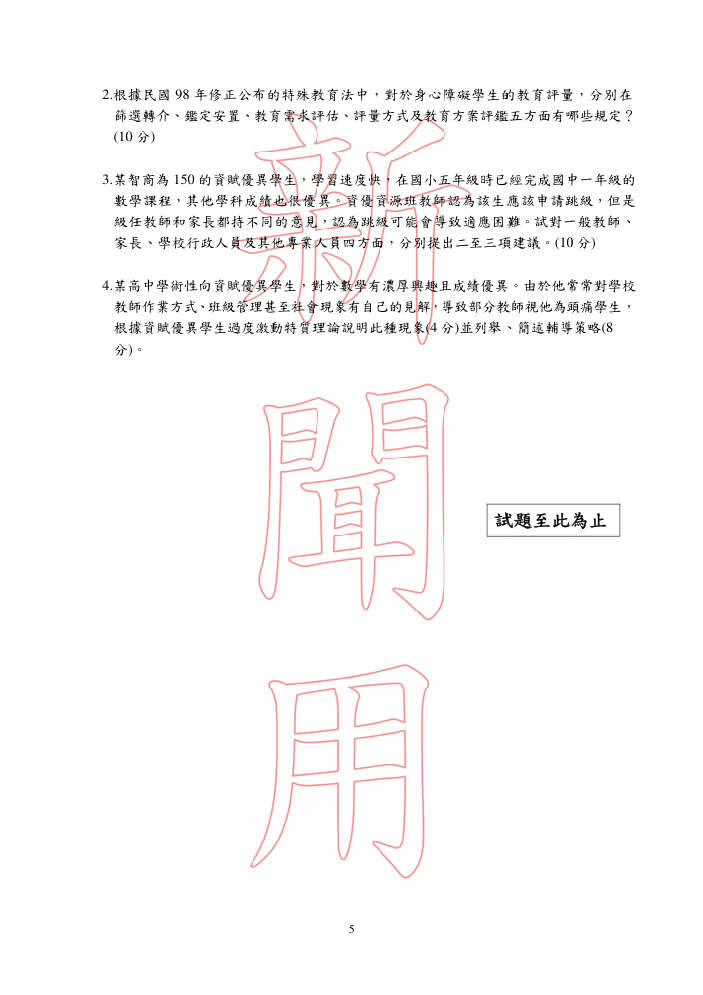 2.根據民國 98 年修正公布的特殊教育法中，對於身心障礙學生的教育評量，分別在
篩選轉介、鑑定安置、教育需求評估、評量方式及教育方案評鑑五方面有哪些規定？
(10 分)
3.某智商為 150 的資賦優異學生，學習速度快，在國小五年級時已經完成國中一年級的
數學課程，其他學科成績也很優異。資優資源班教師認為該生應該申請跳級，但是
級任教師和家長都持不同的意見，認為跳級可能會導致適應困難。試對一般教師、
家長、學校行政人員及其他專業人員四方面，分別提出二至三項建議。(10 分)
4.某高中學術性向資賦優異學生，對於數學有濃厚興趣且成績優異。由於他常常對學校
教師作業方式、班級管理甚至社會現象有自己的見解，導致部分教師視他為頭痛學生，
根據資賦優異學生過度激動特質理論說明此種現象(4 分)並列舉、簡述輔導策略(8
分)。
新
聞
用
試題至此為止
5